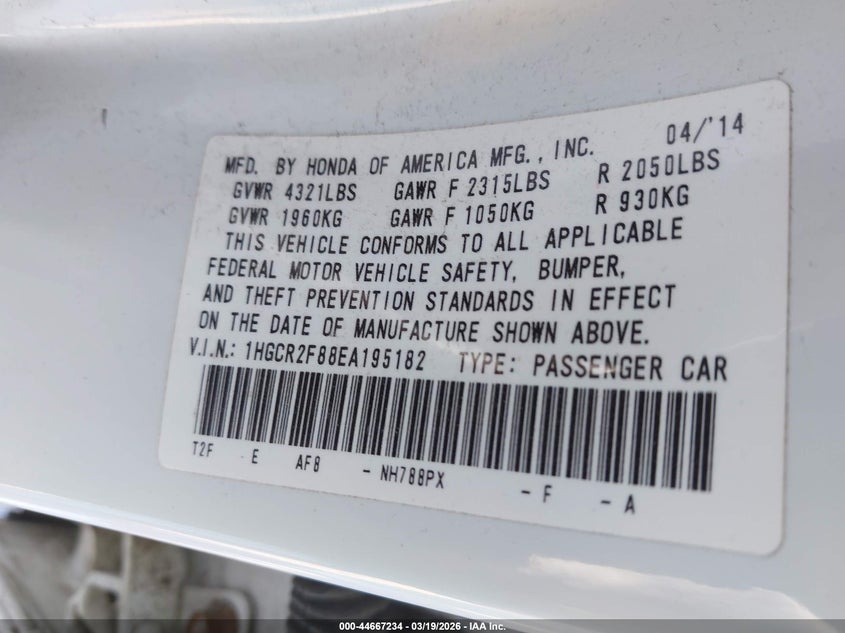 04/'14
MFD. BY HONDA OF AMERICA MFG., INC.
GVWR 4321LBS GAWR F 2315LBS R 2050LBS
GVWR 1960KG GAWR F 1050KG R 930KG
THIS VEHICLE CONFORMS TO ALL APPLICABLE
FEDERAL MOTOR VEHICLE SAFETY, BUMPER,
AND THEFT PREVENTION STANDARDS IN EFFECT
ON THE DATE OF MANUFACTURE SHOWN ABOVE.
V.I.N.: 1HGCR2F88EA195182 TYPE: PASSENGER CAR
T2F E AF8 - NH788PX - F - A
000-44667234 | 03/19/2026 | IAA Inc.